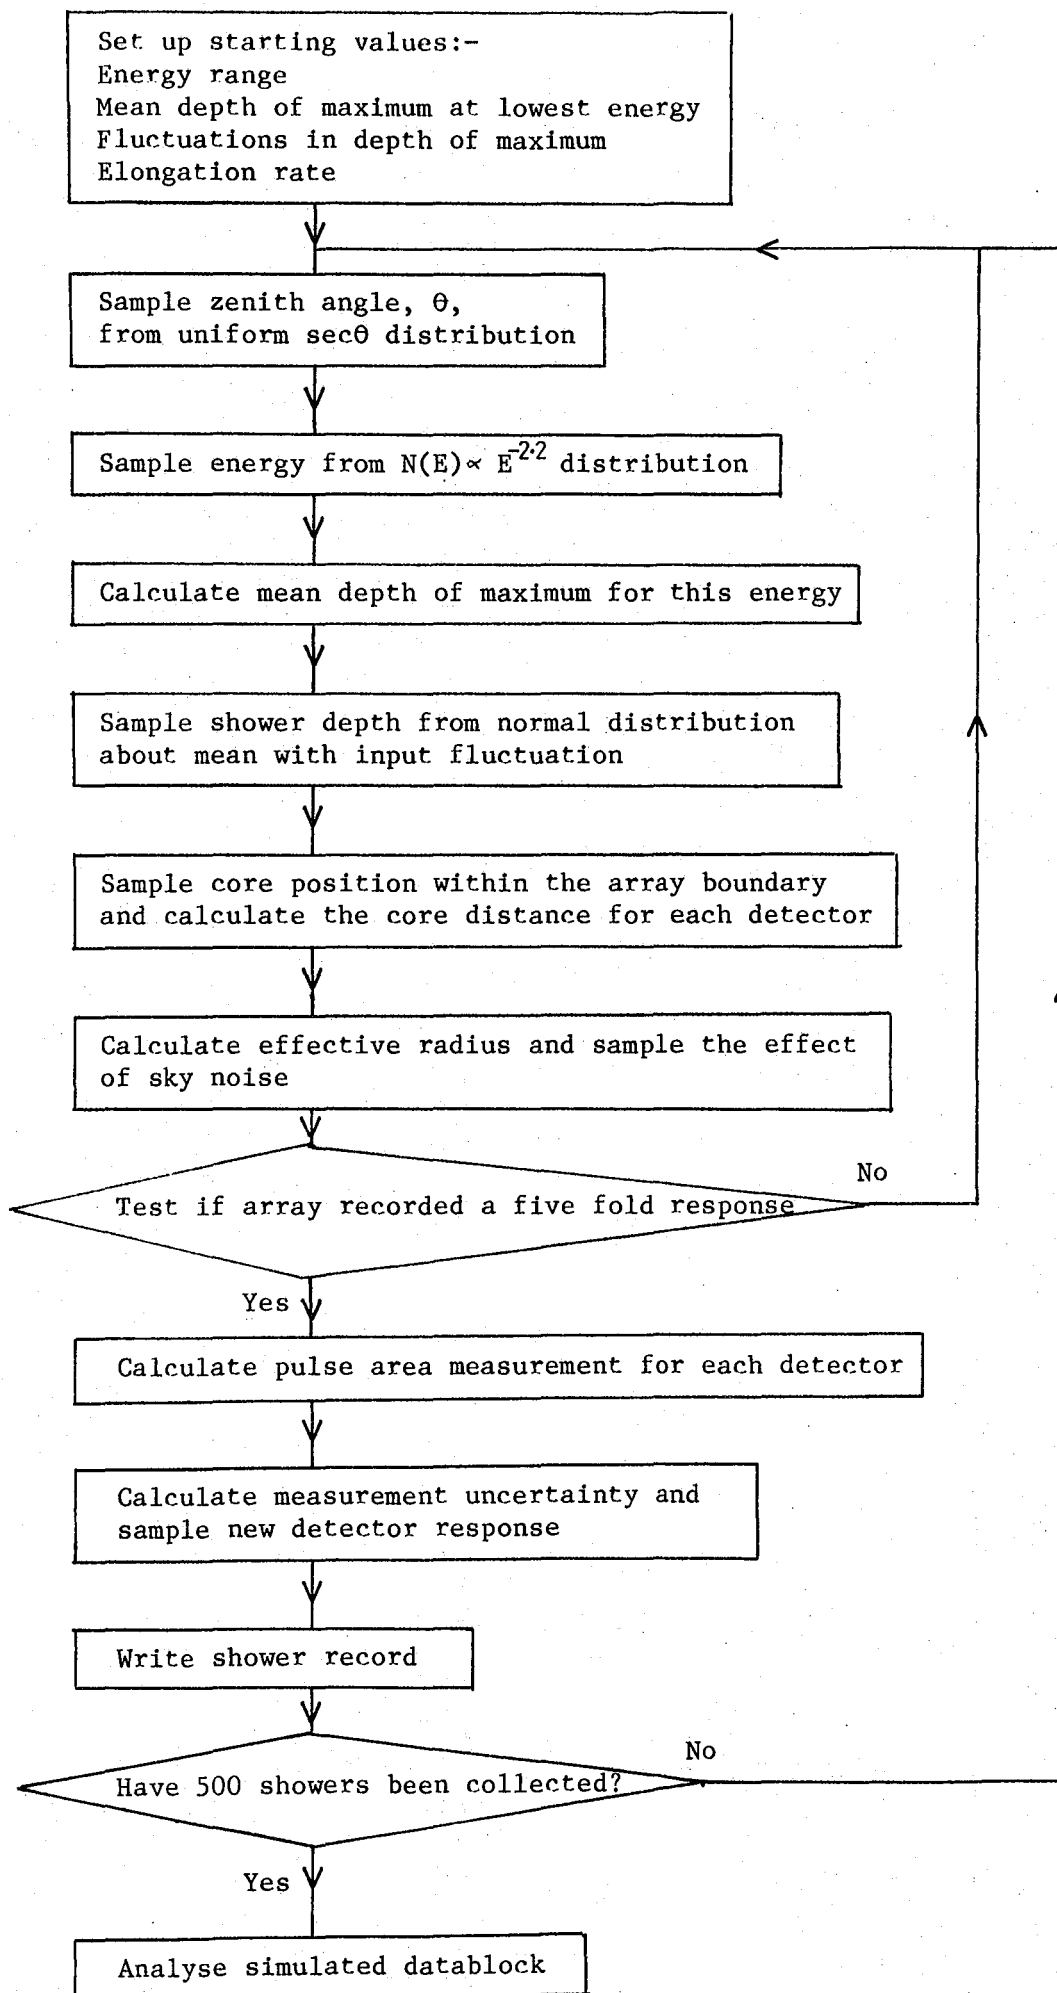 Set up starting values:-
Energy range
Mean depth of maximum at lowest energy
Fluctuations in depth of maximum
Elongation rate
Sample zenith angle, θ,
from uniform secθ distribution
Sample energy from N(E)∝ E^-2·2 distribution
Calculate mean depth of maximum for this energy
Sample shower depth from normal distribution
about mean with input fluctuation
Sample core position within the array boundary
and calculate the core distance for each detector
Calculate effective radius and sample the effect
of sky noise
No
Test if array recorded a five fold response
Yes
Calculate pulse area measurement for each detector
Calculate measurement uncertainty and
sample new detector response
Write shower record
No
Have 500 showers been collected?
Yes
Analyse simulated datablock